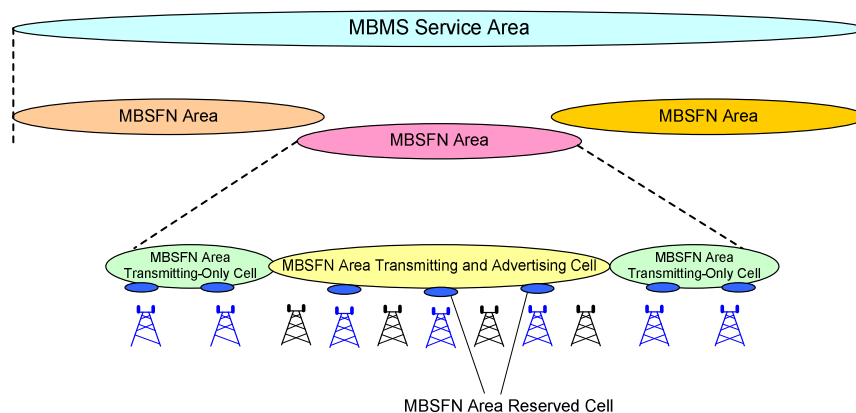 MBMS Service Area
MBSFN Area
MBSFN Area
MBSFN Area
MBSFN Area
Transmitting-Only Cell
MBSFN Area Transmitting and Advertising Cell
MBSFN Area
Transmitting-Only Cell
MBSFN Area Reserved Cell